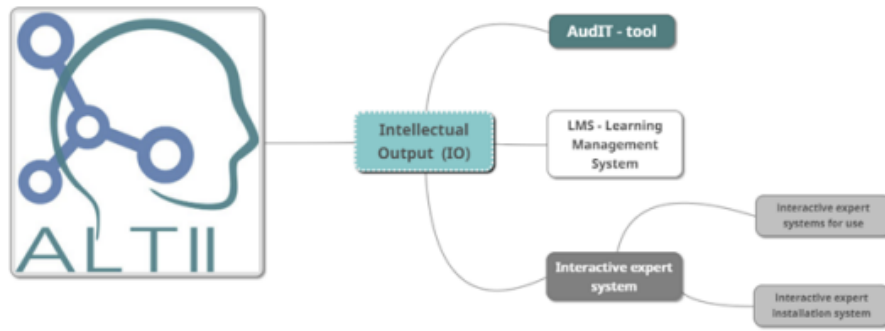 ALTII
Intellectual
Output (IO)
AudIT - tool
LMS - Learning
Management
System
Interactive expert
system
Interactive expert
systems for use
Interactive expert
installation system